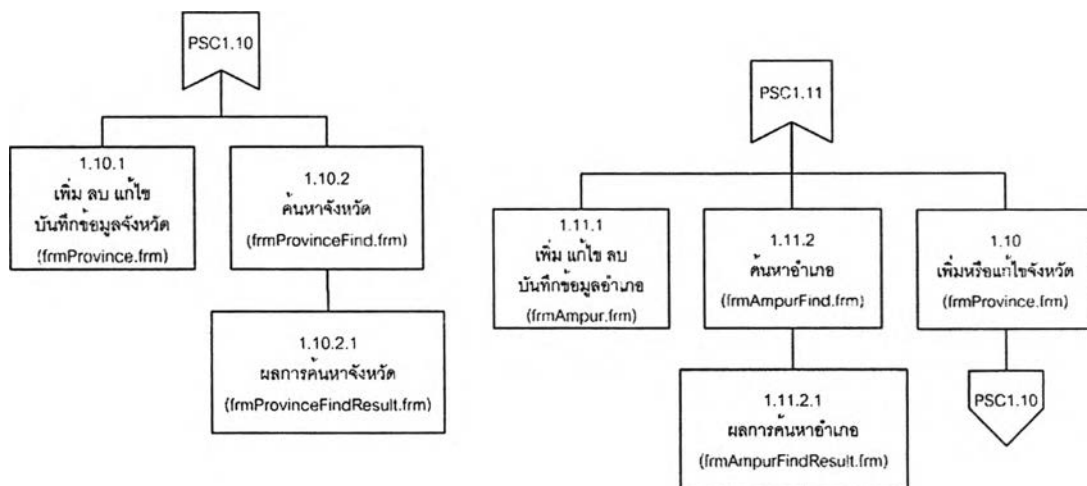 PSC1.10
1.10.1
เพิ่ม ลบ แก้ไข
บันทึกข้อมูลจังหวัด
(frmProvince.frm)
1.10.2
ค้นหาจังหวัด
(frmProvinceFind.frm)
1.10.2.1
ผลการค้นหาจังหวัด
(frmProvinceFindResult.frm)
PSC1.11
1.11.1
เพิ่ม แก้ไข ลบ
บันทึกข้อมูลอำเภอ
(frmAmpur.frm)
1.11.2
ค้นหาอำเภอ
(frmAmpurFind.frm)
1.10
เพิ่มหรือแก้ไขจังหวัด
(frmProvince.frm)
1.11.2.1
ผลการค้นหาอำเภอ
(frmAmpurFindResult.frm)
PSC1.10